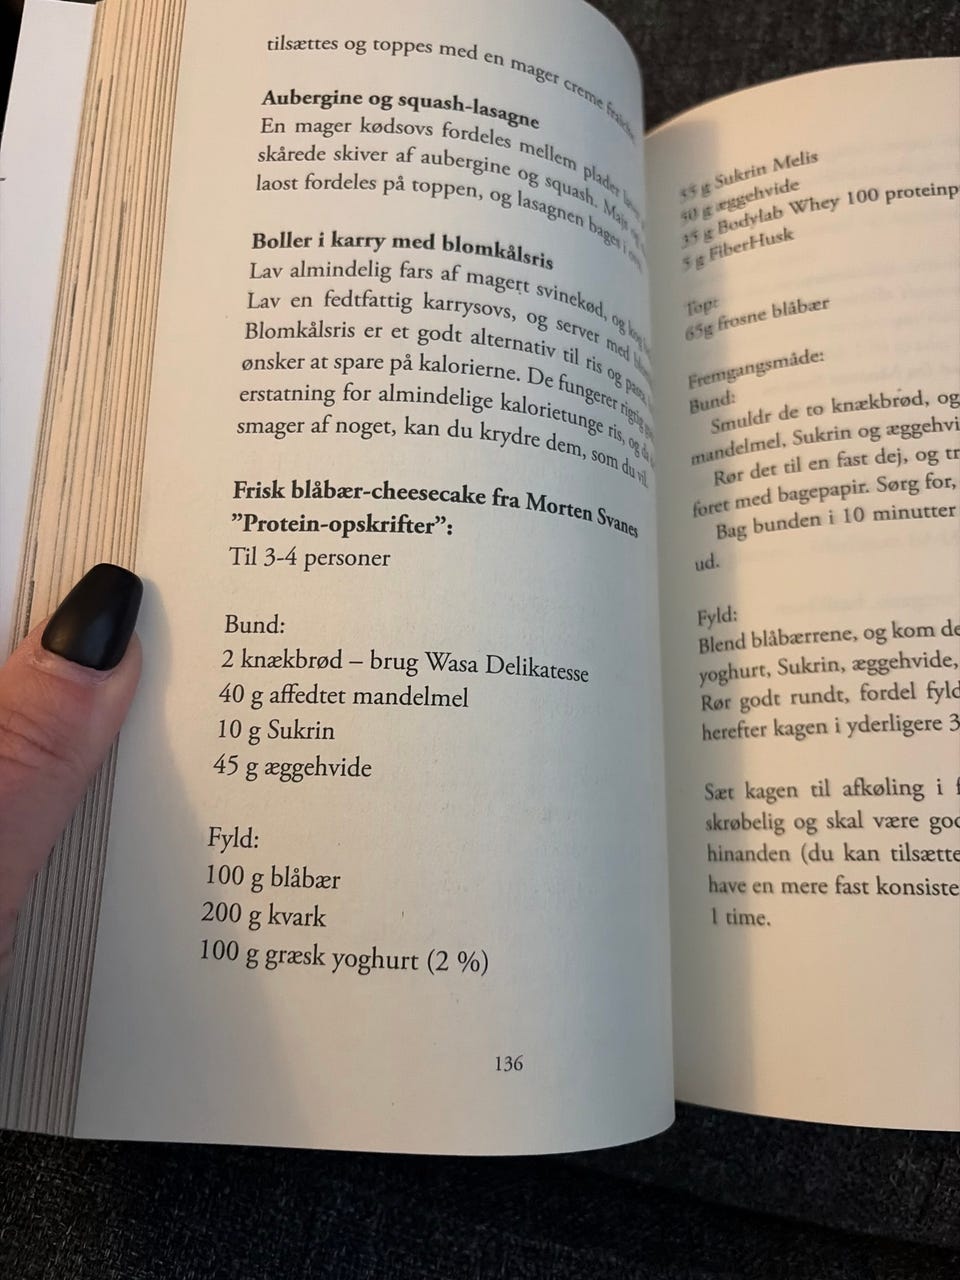 tilsættes og toppes med en mager creme fraiche
Aubergine og squash-lasagne
En mager kødsovs fordeles mellem plader
skårede skiver af aubergine og squash.
laost fordeles på toppen, og lasagnen bages i
Boller i karry med blomkålsris
Lav almindelig fars af magert svinekød, og kog
Lav en fedtfattig karrysovs, og server med
Blomkålsris er et godt alternativ til ris og pasta,
ønsker at spare på kalorierne. De fungerer rigtig
erstatning for almindelige kalorietunge ris, og da
smager af noget, kan du krydre dem, som du vil.
Frisk blåbær-cheesecake fra Morten Svanes
”Protein-opskrifter”:
Til 3-4 personer
Bund:
2 knækbrød – brug Wasa Delikatesse
40 g affedtet mandelmel
10 g Sukrin
45 g æggehvide
Fyld:
100 g blåbær
200 g kvark
100 g græsk yoghurt (2 %)
136
g Sukrin Melis
50 g æggehvide
35 g Bodylab Whey 100 proteinp
5 g FiberHusk
Top:
65g frosne blåbær
Fremgangsmåde:
Bund:
Smuldr de to knækbrød, og
mandelmel, Sukrin og æggehvi
Rør det til en fast dej, og tr
foret med bagepapir. Sørg for,
Bag bunden i 10 minutter
ud.
Fyld:
Blend blåbærrene, og kom de
yoghurt, Sukrin, æggehvide,
Rør godt rundt, fordel fyld
herefter kagen i yderligere 3
Sæt kagen til afkøling i f
skrøbelig og skal være god
hinanden (du kan tilsætte
have en mere fast konsiste
1 time.